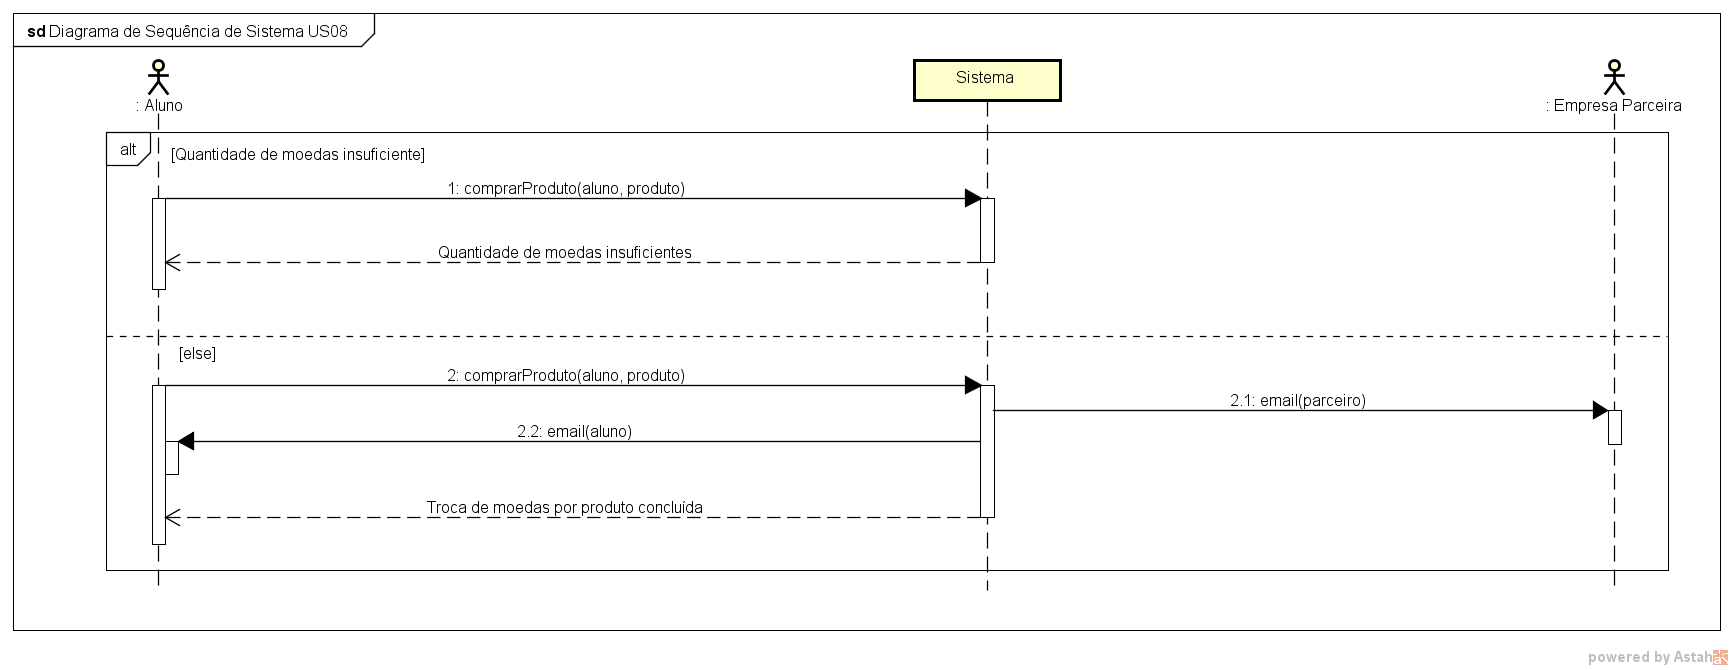 sd Diagrama de Sequência de Sistema US08
: Aluno
Sistema
: Empresa Parceira
alt
[Quantidade de moedas insuficiente]
1: comprarProduto(aluno, produto)
Quantidade de moedas insuficientes
[else]
2: comprarProduto(aluno, produto)
2.1: email(parceiro)
2.2: email(aluno)
Troca de moedas por produto concluída
powered by Astah